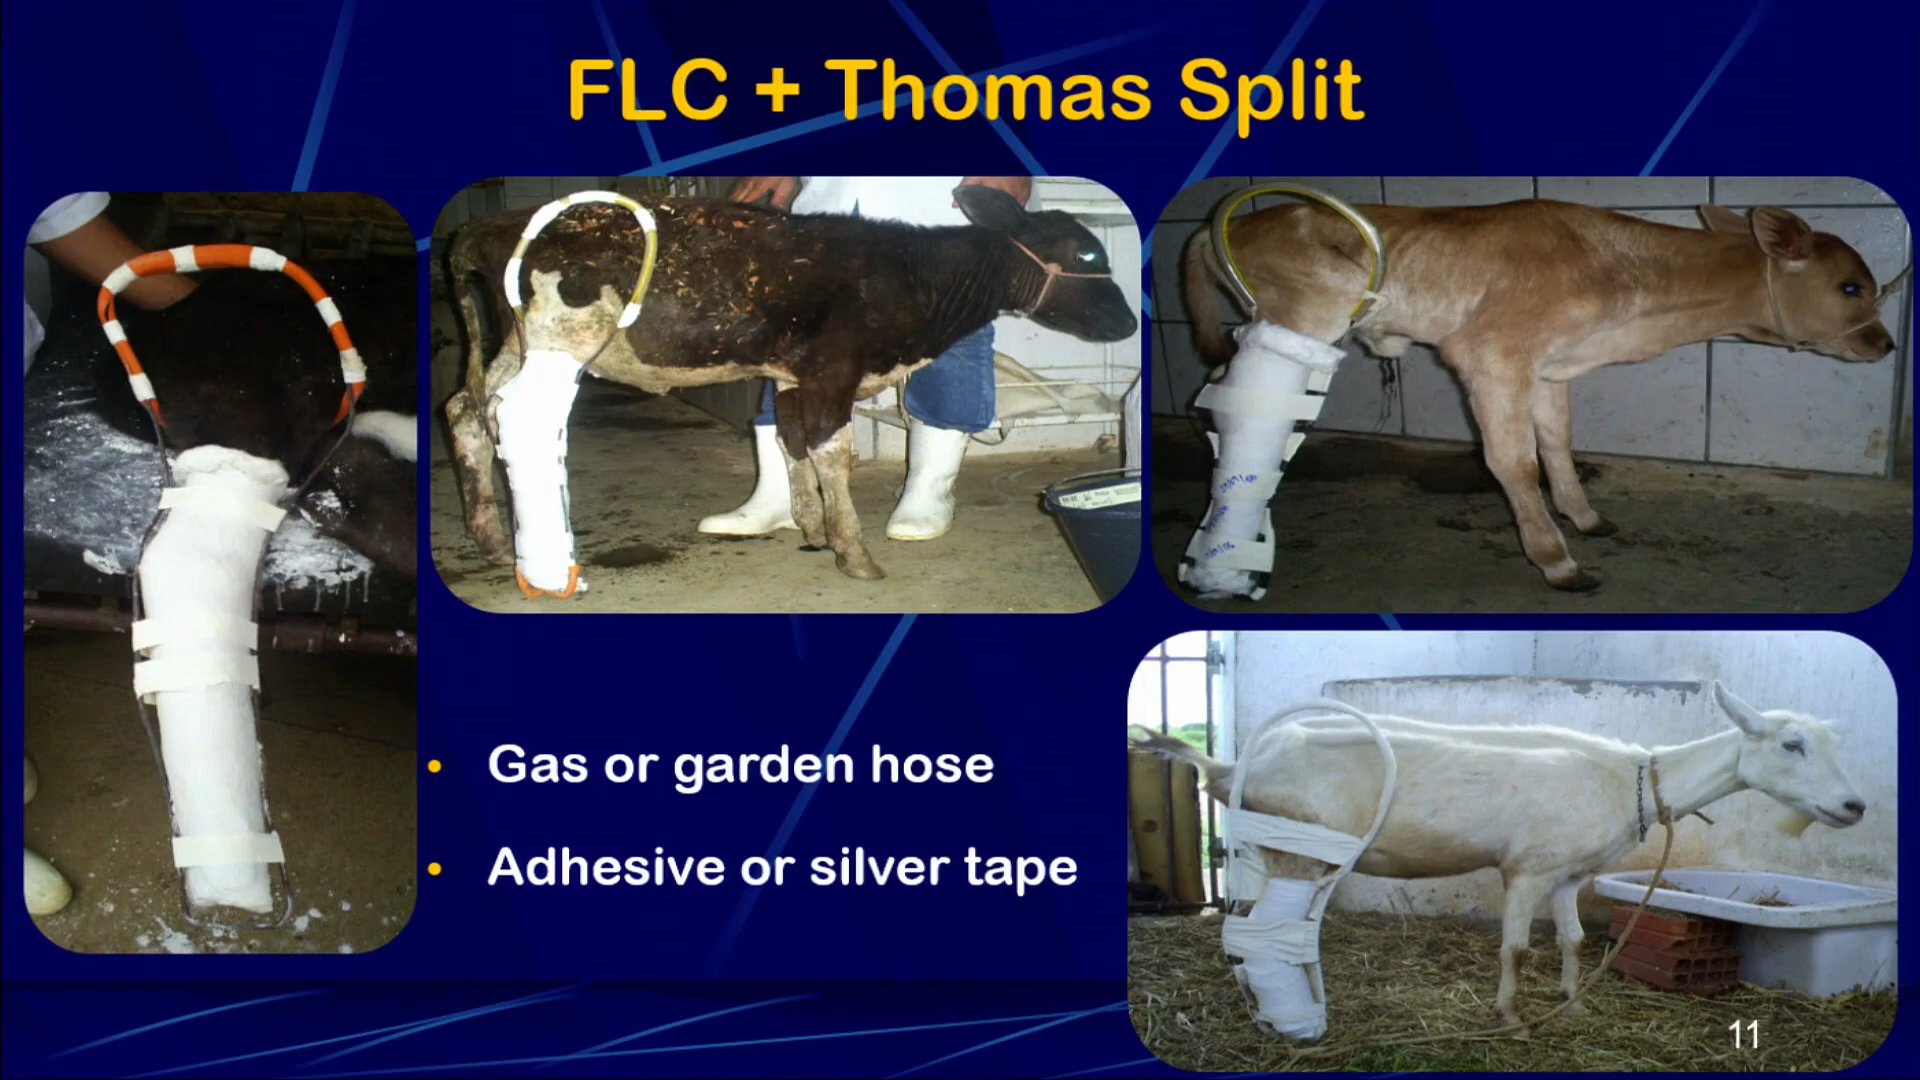 FLC + Thomas Split
• Gas or garden hose
• Adhesive or silver tape
11